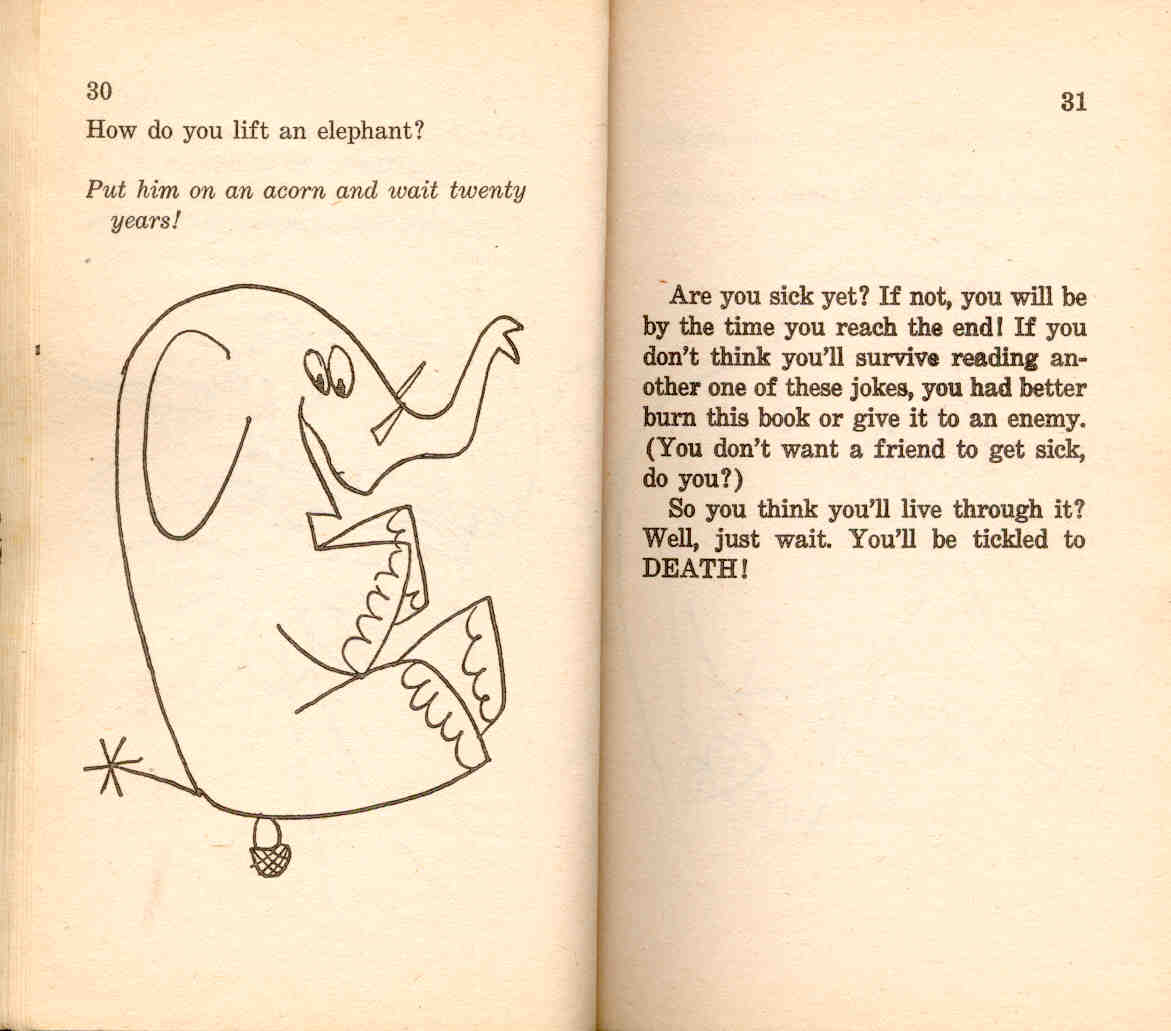 30
How do you lift an elephant?
Put him on an acorn and wait twenty
years!
31
Are you sick yet? If not, you will be
by the time you reach the end! If you
don't think you'll survive reading an-
other one of these jokes, you had better
burn this book or give it to an enemy.
(You don't want a friend to get sick,
do you?)
So you think you'll live through it?
Well, just wait. You'll be tickled to
DEATH!